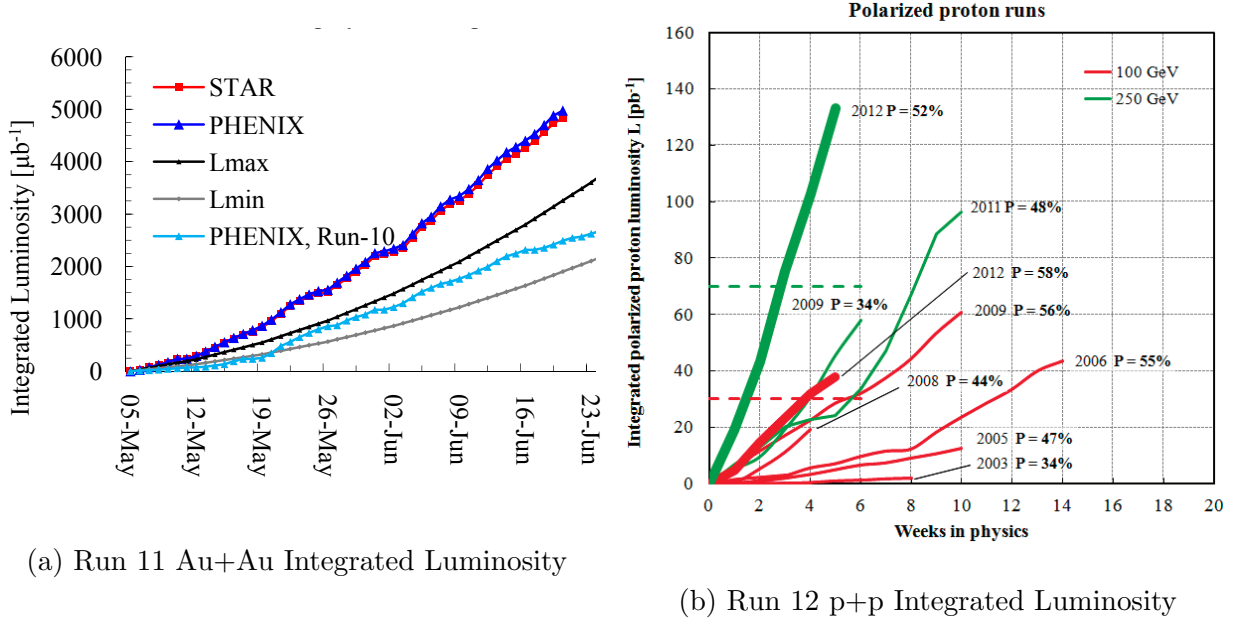 Integrated Luminosity [μb⁻¹]
6000
5000
4000
3000
2000
1000
0
STAR
PHENIX
Lmax
Lmin
PHENIX, Run-10
05-May
12-May
19-May
26-May
02-Jun
09-Jun
16-Jun
23-Jun
(a) Run 11 Au+Au Integrated Luminosity
Polarized proton runs
Integrated polarized proton luminosity L [pb⁻¹]
160
140
120
100
80
60
40
20
0
100 GeV
250 GeV
2012 P = 52%
2011 P = 48%
2012 P = 58%
2009 P = 34%
2009 P = 56%
2006 P = 55%
2008 P = 44%
2005 P = 47%
2003 P = 34%
0 2 4 6 8 10 12 14 16 18 20
Weeks in physics
(b) Run 12 p+p Integrated Luminosity